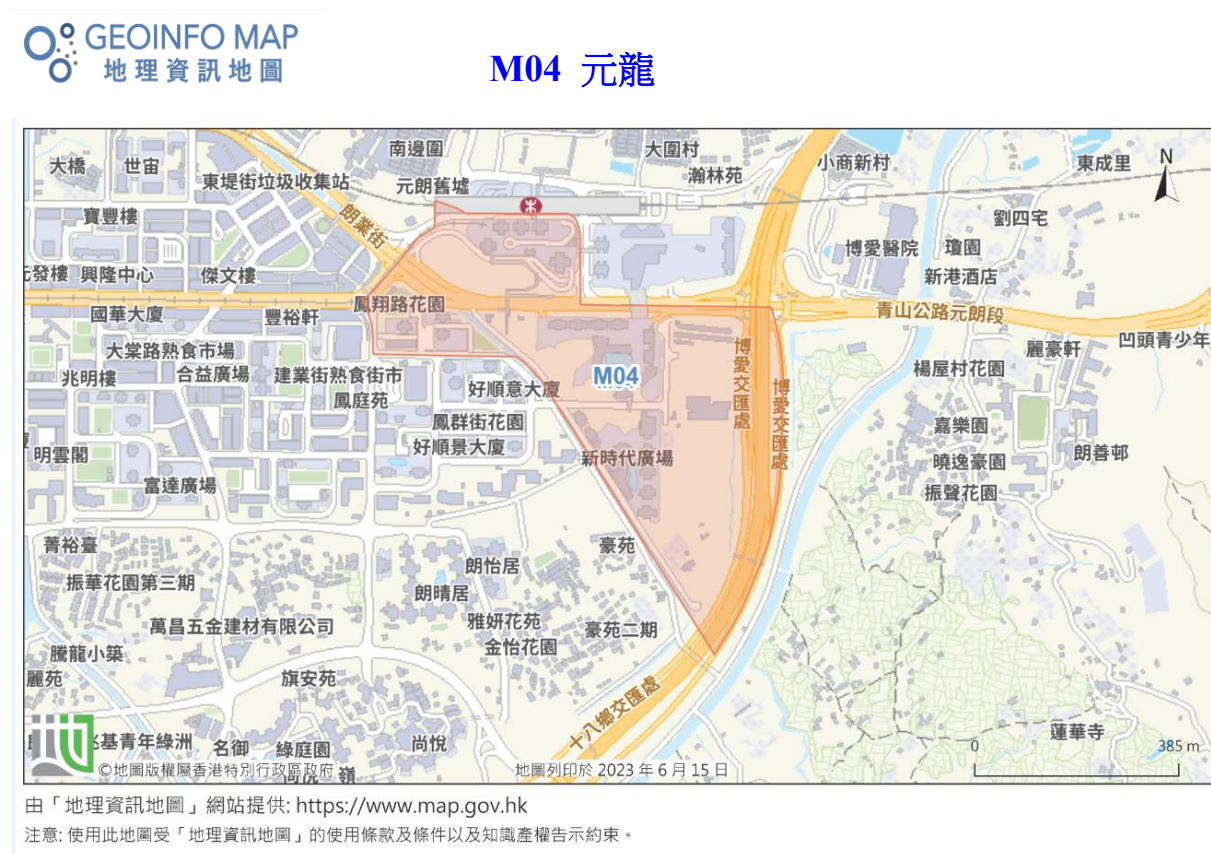 GEOINFO MAP
地理資訊地圖
M04 元龍
南邊圍
大圍村
小商新村
東成里
N
大橋
世宙
東堤街垃圾收集站
元朗舊墟
瀚林苑
寶豐樓
朗業街
劉四宅
博愛醫院
瓊園
發樓
興隆中心
傑文樓
新港酒店
鳳翔路花園
國華大廈
豐裕軒
青山公路元朗段
大棠路熟食市場
博愛交匯處
麗豪軒
凹頭青少年
兆明樓
合益廣場
建業街熟食街市
M04
楊屋村花園
好順意大廈
博愛交匯處
鳳庭苑
鳳群街花園
嘉樂園
明雲閣
好順景大廈
新時代廣場
曉逸豪園
朗善邨
富達廣場
振聲花園
菁裕臺
豪苑
朗怡居
振華花園第三期
朗晴居
萬昌五金建材有限公司
雅妍花苑
豪苑二期
金怡花園
騰龍小築
麗苑
旗安苑
十八鄉交匯處
基青年綠洲
名御
綠庭園
尚悅
蓮華寺
0
385 m
©地圖版權屬香港特別行政區政府
嶺
地圖列印於 2023 年 6 月 15 日
由「地理資訊地圖」網站提供: https://www.map.gov.hk
注意: 使用此地圖受「地理資訊地圖」的使用條款及條件以及知識產權告示約束。